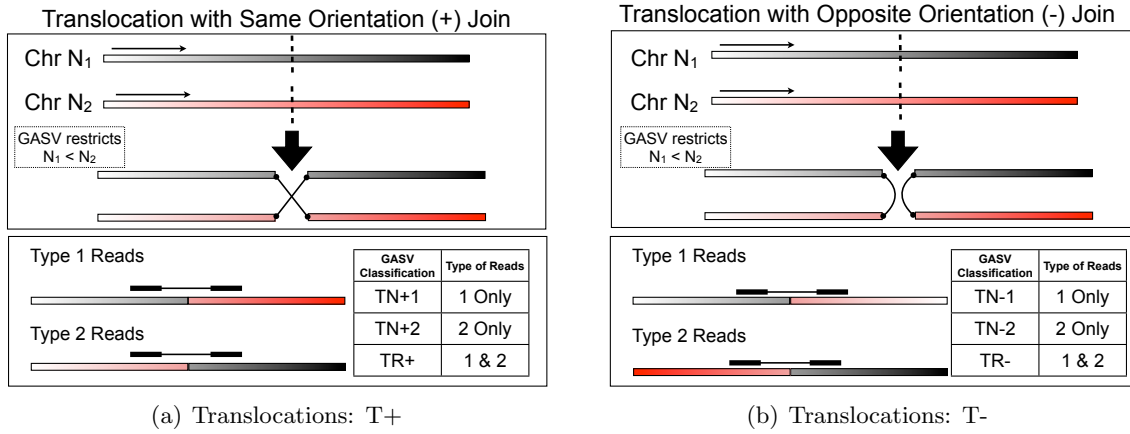 Translocation with Same Orientation (+) Join
Chr N1
Chr N2
GASV restricts
N1 < N2
Type 1 Reads
Type 2 Reads
GASV Classification | Type of Reads
TN+1 | 1 Only
TN+2 | 2 Only
TR+ | 1 & 2
(a) Translocations: T+
Translocation with Opposite Orientation (-) Join
Chr N1
Chr N2
GASV restricts
N1 < N2
Type 1 Reads
Type 2 Reads
GASV Classification | Type of Reads
TN-1 | 1 Only
TN-2 | 2 Only
TR- | 1 & 2
(b) Translocations: T-